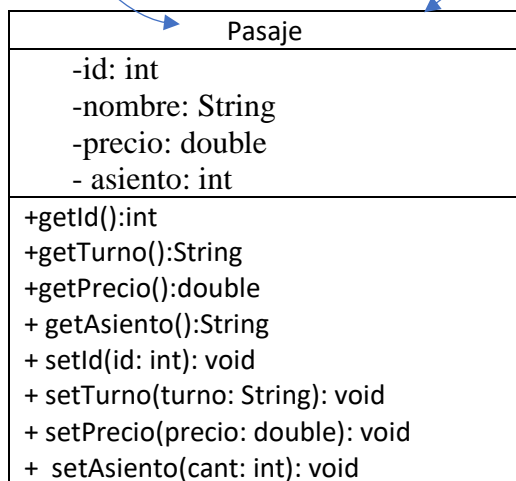 Pasaje
-id: int
-nombre: String
-precio: double
- asiento: int
+getId():int
+getTurno():String
+getPrecio():double
+ getAsiento():String
+ setId(id: int): void
+ setTurno(turno: String): void
+ setPrecio(precio: double): void
+ setAsiento(cant: int): void